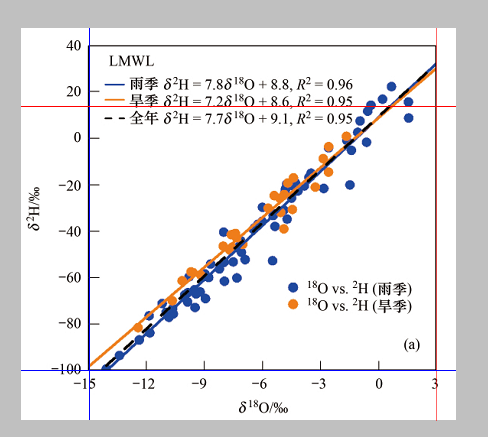 LMWL
雨季 δ²H = 7.8δ¹⁸O + 8.8, R² = 0.96
旱季 δ²H = 7.2δ¹⁸O + 8.6, R² = 0.95
全年 δ²H = 7.7δ¹⁸O + 9.1, R² = 0.95
40
20
0
−20
−40
−60
−80
−100
δ²H/‰
¹⁸O vs. ²H (雨季)
¹⁸O vs. ²H (旱季)
(a)
−15 −12 −9 −6 −3 0 3
δ¹⁸O/‰